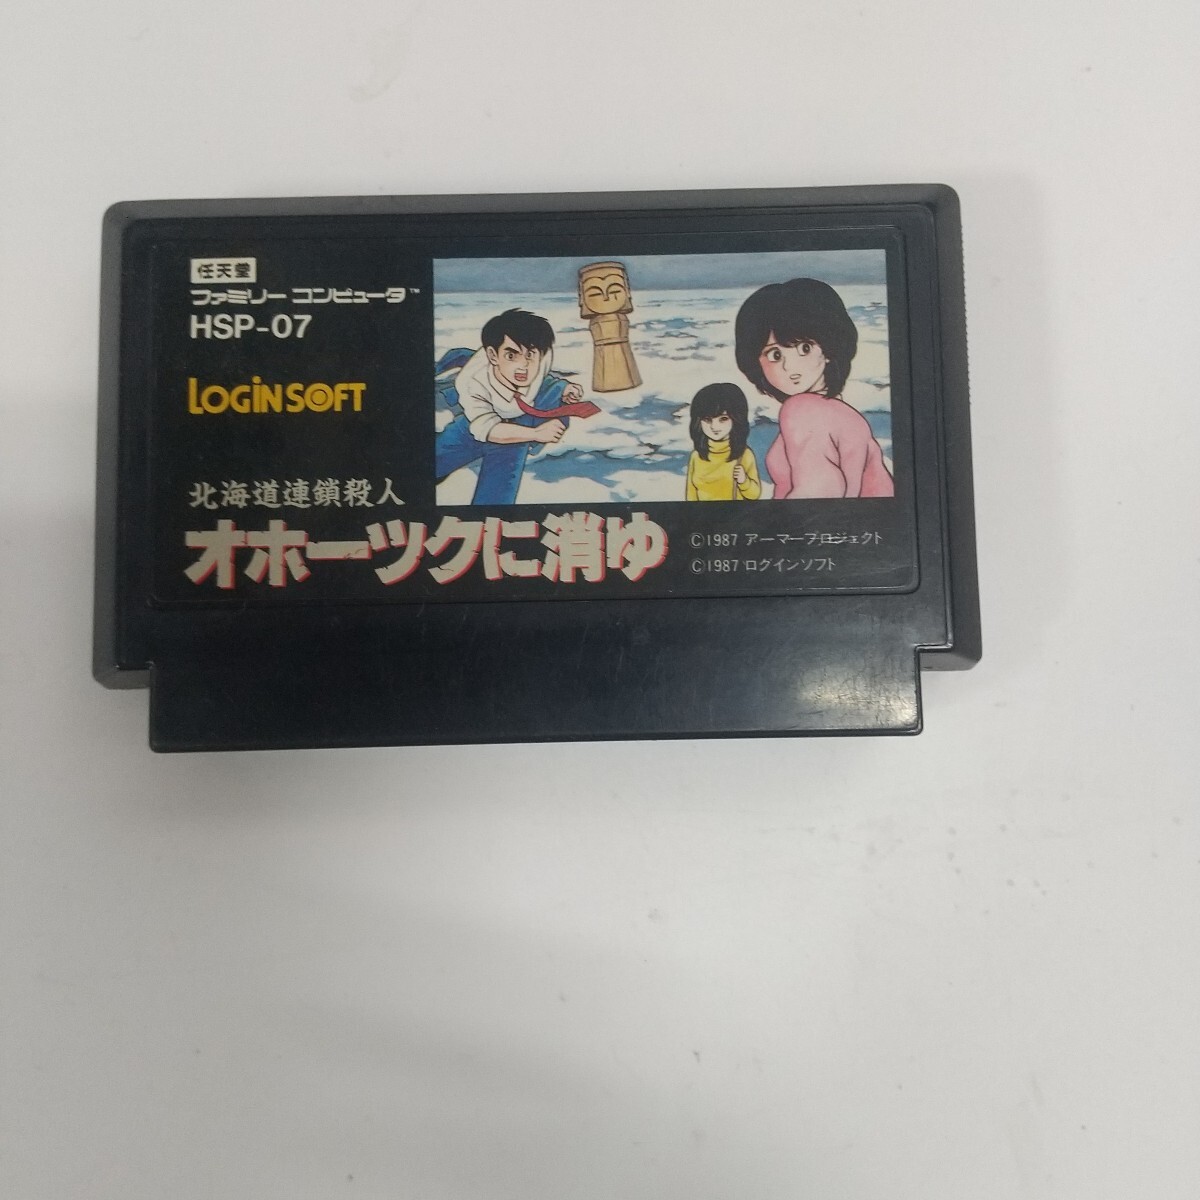 任天堂
ファミリー コンピュータ™
HSP-07
LOGiNSOFT
北海道連鎖殺人
オホーツクに消ゆ
©1987 アーマープロジェクト
©1987 ログインソフト